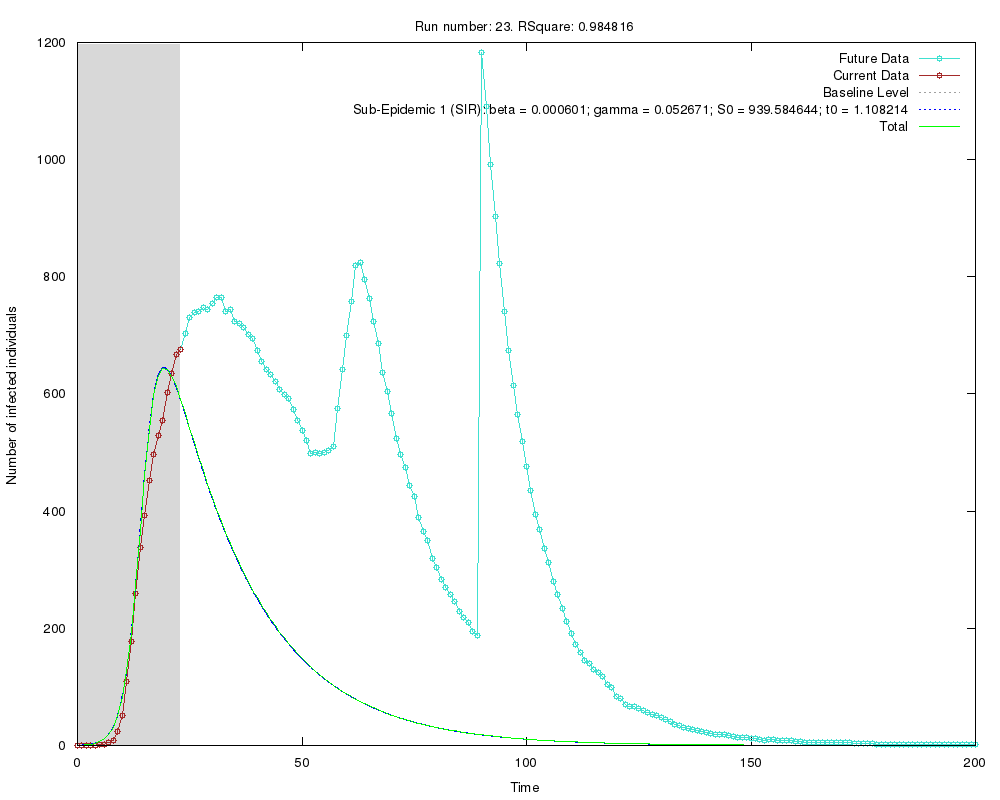 Run number: 23. RSquare: 0.984816
1200
1000
800
600
400
200
0
0 50 100 150 200
Number of infected individuals
Time
Future Data
Current Data
Baseline Level
Sub-Epidemic 1 (SIR): beta = 0.000601; gamma = 0.052671; S0 = 939.584644; t0 = 1.108214
Total